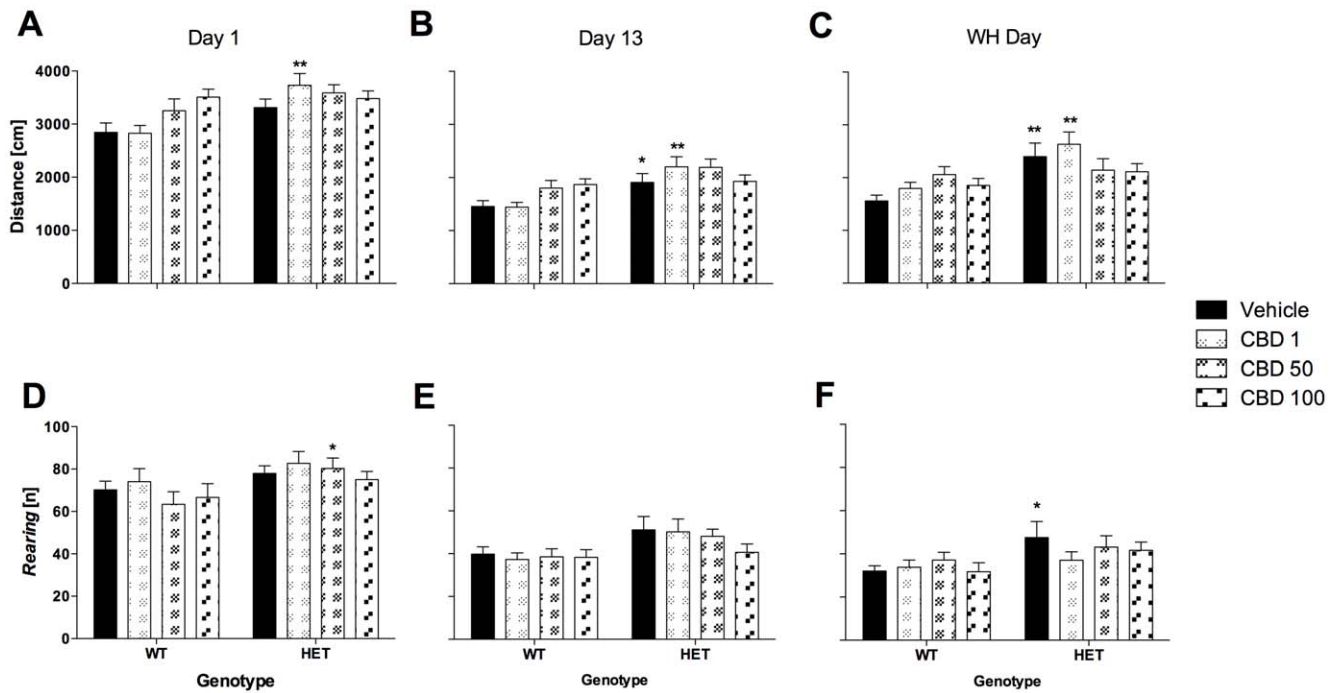 A
Day 1
B
Day 13
C
WH Day
Distance [cm]
4000
3000
2000
1000
0
**
* **
** **
Vehicle
CBD 1
CBD 50
CBD 100
D
E
F
Rearing [n]
100
80
60
40
20
0
*
*
WT HET
WT HET
WT HET
Genotype
Genotype
Genotype